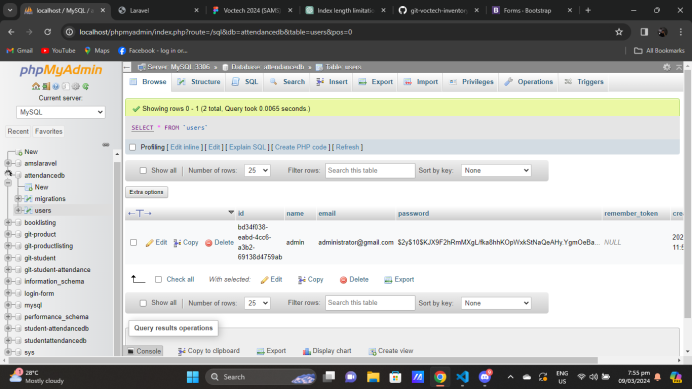 localhost / MySQL / a
Laravel
Voctech 2024 (SAMS)
Index length limitatio
git-voctech-inventor
Forms - Bootstrap
localhost/phpmyadmin/index.php?route=/sql&db=attendancedb&table=users&pos=0
Gmail YouTube Maps Facebook - log in or... All Bookmarks
phpMyAdmin
Current server:
MySQL
Recent Favorites
New
amslaravel
attendancedb
New
migrations
users
booklisting
git-product
git-productlisting
git-student
git-student-attendance
information_schema
login-form
mysql
performance_schema
student-attendancedb
studentattendancedb
sys
Server: MySQL:3306 » Database: attendancedb » Table: users
Browse Structure SQL Search Insert Export Import Privileges Operations Triggers
Showing rows 0 - 1 (2 total, Query took 0.0065 seconds.)
SELECT * FROM `users`
Profiling [ Edit inline ] [ Edit ] [ Explain SQL ] [ Create PHP code ] [ Refresh ]
Show all Number of rows: 25 Filter rows: Search this table Sort by key: None
Extra options
id name email password remember_token cre
Edit Copy Delete bd34f038-eabd-4cc6-a3b2-69138d4759ab admin administrator@gmail.com NULL
Check all With selected: Edit Copy Delete Export
Show all Number of rows: 25 Filter rows: Search this table Sort by key: None
Query results operations
Console Copy to clipboard Export Display chart Create view
28°C
Mostly cloudy
Search
ENG
US
7:55 pm
09/03/2024